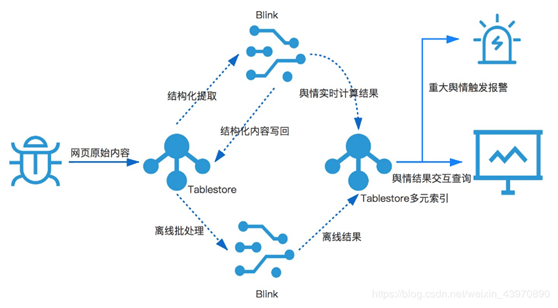 Blink
结构化提取
舆情实时计算结果
重大舆情触发报警
结构化内容写回
网页原始内容
Tablestore
舆情结果交互查询
Tablestore多元索引
离线批处理
离线结果
Blink
https://blog.csdn.net/weixin_43970890